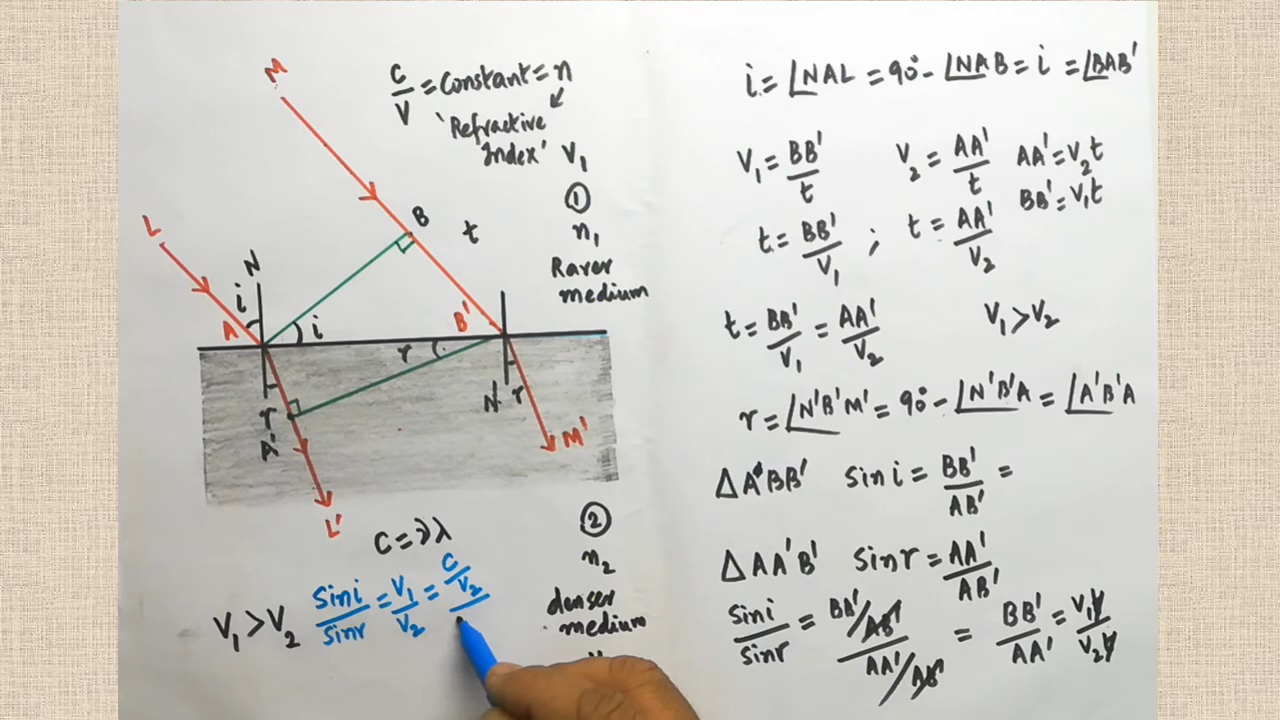 M
C/V = Constant = n
'Refractive
Index'
V₁
①
n₁
Rarer
medium
L
N
i
A
B
t
i
B'
r
r
A'
N'
r
M'
L'
C = νλ
②
n₂
denser
medium
V₁ > V₂
Sin i/Sin r = V₁/V₂ = C/V₂
i = ∠NAL = 90° - ∠NAB = i = ∠BAB'
V₁ = BB'/t V₂ = AA'/t AA' = V₂t
BB' = V₁t
t = BB'/V₁ ; t = AA'/V₂
t = BB'/V₁ = AA'/V₂ V₁ > V₂
r = ∠N'B'M' = 90° - ∠N'B'A = ∠A'B'A
ΔABB' Sin i = BB'/AB' =
ΔAA'B' Sin r = AA'/AB'
Sin i/Sin r = BB'/AB'/AA'/AB' = BB'/AA' = V₁t/V₂t